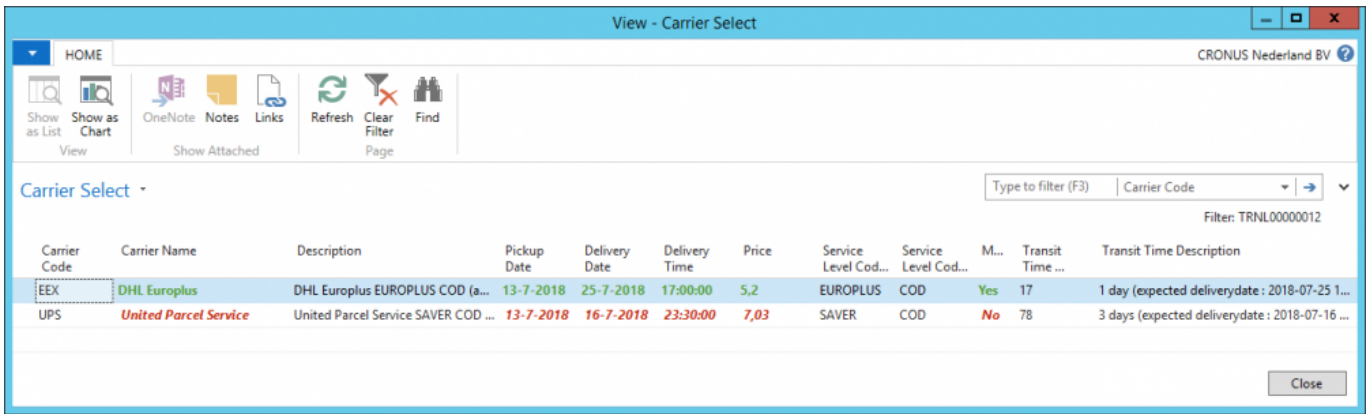 View - Carrier Select
HOME
CRONUS Nederland BV
Show as List
Show as Chart
OneNote
Notes
Links
Refresh
Clear Filter
Find
View
Show Attached
Page
Carrier Select
Type to filter (F3)
Carrier Code
Filter: TRNL00000012
Carrier Code Carrier Name Description Pickup Date Delivery Date Delivery Time Price Service Level Cod... Service Level Cod... M... Transit Time ... Transit Time Description
EEX DHL Europlus DHL Europlus EUROPLUS COD (a... 13-7-2018 25-7-2018 17:00:00 5,2 EUROPLUS COD Yes 17 1 day (expected deliverydate : 2018-07-25 1...
UPS United Parcel Service United Parcel Service SAVER COD ... 13-7-2018 16-7-2018 23:30:00 7,03 SAVER COD No 78 3 days (expected deliverydate : 2018-07-16 ...
Close